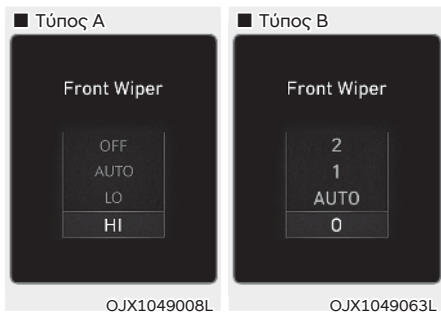 ■ Τύπος A
Front Wiper
OFF
AUTO
LO
HI
OJX1049008L
■ Τύπος B
Front Wiper
2
1
AUTO
0
OJX1049063L